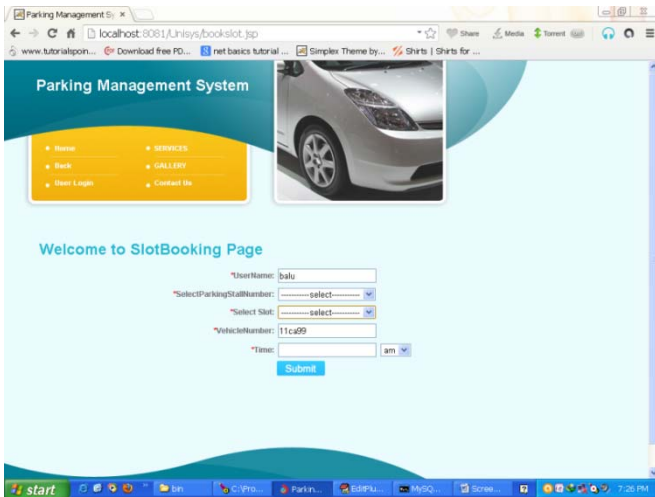 Parking Management Sy
localhost:8081/Unisys/bookslot.jsp
Share Media Torrent
www.tutorialspoin... Download free PD... net basics tutorial ... Simplex Theme by... Shirts | Shirts for ...
Parking Management System
Home SERVICES
Back GALLERY
User Login Contact Us
Welcome to SlotBooking Page
*UserName: balu
*SelectParkingStallNumber: ----------select----------
*Select Slot: ----------select----------
*VehicleNumber: 11ca99
*Time: am
Submit
start bin C:\Pro... Parkin... EditPlu... MySQ... Scree... 7:26 PM